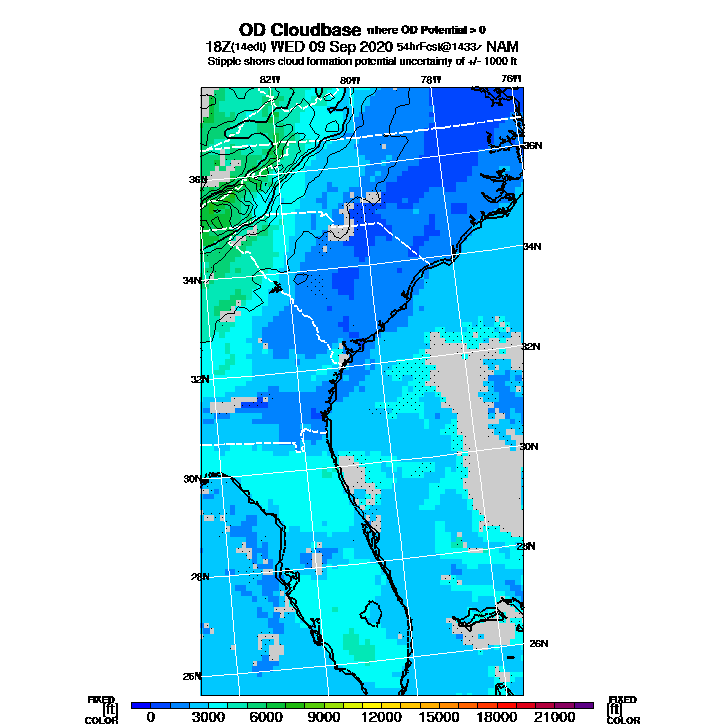 OD Cloudbase where OD Potential > 0
18Z(14edt) WED 09 Sep 2020 54hrFcst@1433z NAM
Stipple shows cloud formation potential uncertainty of +/- 1000 ft
82W 80W 78W 76W
36N
36N
34N
34N
32N
32N
30N
30N
28N
28N
26N
26N
FIXED FIXED
[ft] [ft]
COLOR COLOR
0 3000 6000 9000 12000 15000 18000 21000